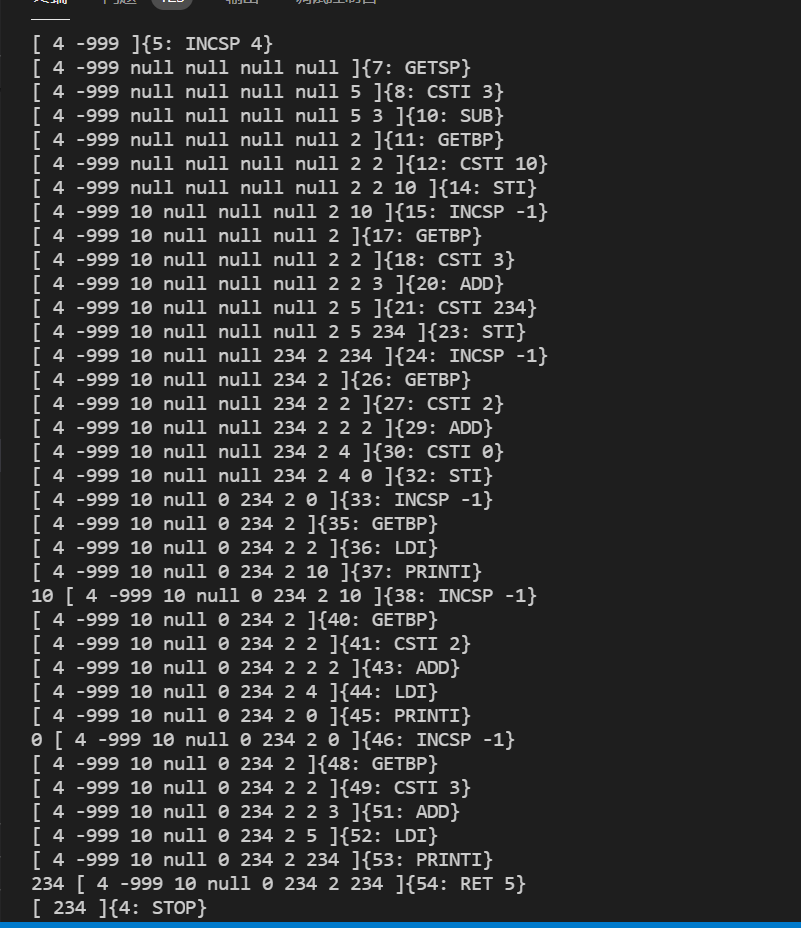 [ 4 -999 ]{5: INCSP 4}
[ 4 -999 null null null null ]{7: GETSP}
[ 4 -999 null null null null 5 ]{8: CSTI 3}
[ 4 -999 null null null null 5 3 ]{10: SUB}
[ 4 -999 null null null null 2 ]{11: GETBP}
[ 4 -999 null null null null 2 2 ]{12: CSTI 10}
[ 4 -999 null null null null 2 2 10 ]{14: STI}
[ 4 -999 10 null null null 2 10 ]{15: INCSP -1}
[ 4 -999 10 null null null 2 ]{17: GETBP}
[ 4 -999 10 null null null 2 2 ]{18: CSTI 3}
[ 4 -999 10 null null null 2 2 3 ]{20: ADD}
[ 4 -999 10 null null null 2 5 ]{21: CSTI 234}
[ 4 -999 10 null null null 2 5 234 ]{23: STI}
[ 4 -999 10 null null 234 2 234 ]{24: INCSP -1}
[ 4 -999 10 null null 234 2 ]{26: GETBP}
[ 4 -999 10 null null 234 2 2 ]{27: CSTI 2}
[ 4 -999 10 null null 234 2 2 2 ]{29: ADD}
[ 4 -999 10 null null 234 2 4 ]{30: CSTI 0}
[ 4 -999 10 null null 234 2 4 0 ]{32: STI}
[ 4 -999 10 null 0 234 2 0 ]{33: INCSP -1}
[ 4 -999 10 null 0 234 2 ]{35: GETBP}
[ 4 -999 10 null 0 234 2 2 ]{36: LDI}
[ 4 -999 10 null 0 234 2 10 ]{37: PRINTI}
10 [ 4 -999 10 null 0 234 2 10 ]{38: INCSP -1}
[ 4 -999 10 null 0 234 2 ]{40: GETBP}
[ 4 -999 10 null 0 234 2 2 ]{41: CSTI 2}
[ 4 -999 10 null 0 234 2 2 2 ]{43: ADD}
[ 4 -999 10 null 0 234 2 4 ]{44: LDI}
[ 4 -999 10 null 0 234 2 0 ]{45: PRINTI}
0 [ 4 -999 10 null 0 234 2 0 ]{46: INCSP -1}
[ 4 -999 10 null 0 234 2 ]{48: GETBP}
[ 4 -999 10 null 0 234 2 2 ]{49: CSTI 3}
[ 4 -999 10 null 0 234 2 2 3 ]{51: ADD}
[ 4 -999 10 null 0 234 2 5 ]{52: LDI}
[ 4 -999 10 null 0 234 2 234 ]{53: PRINTI}
234 [ 4 -999 10 null 0 234 2 234 ]{54: RET 5}
[ 234 ]{4: STOP}